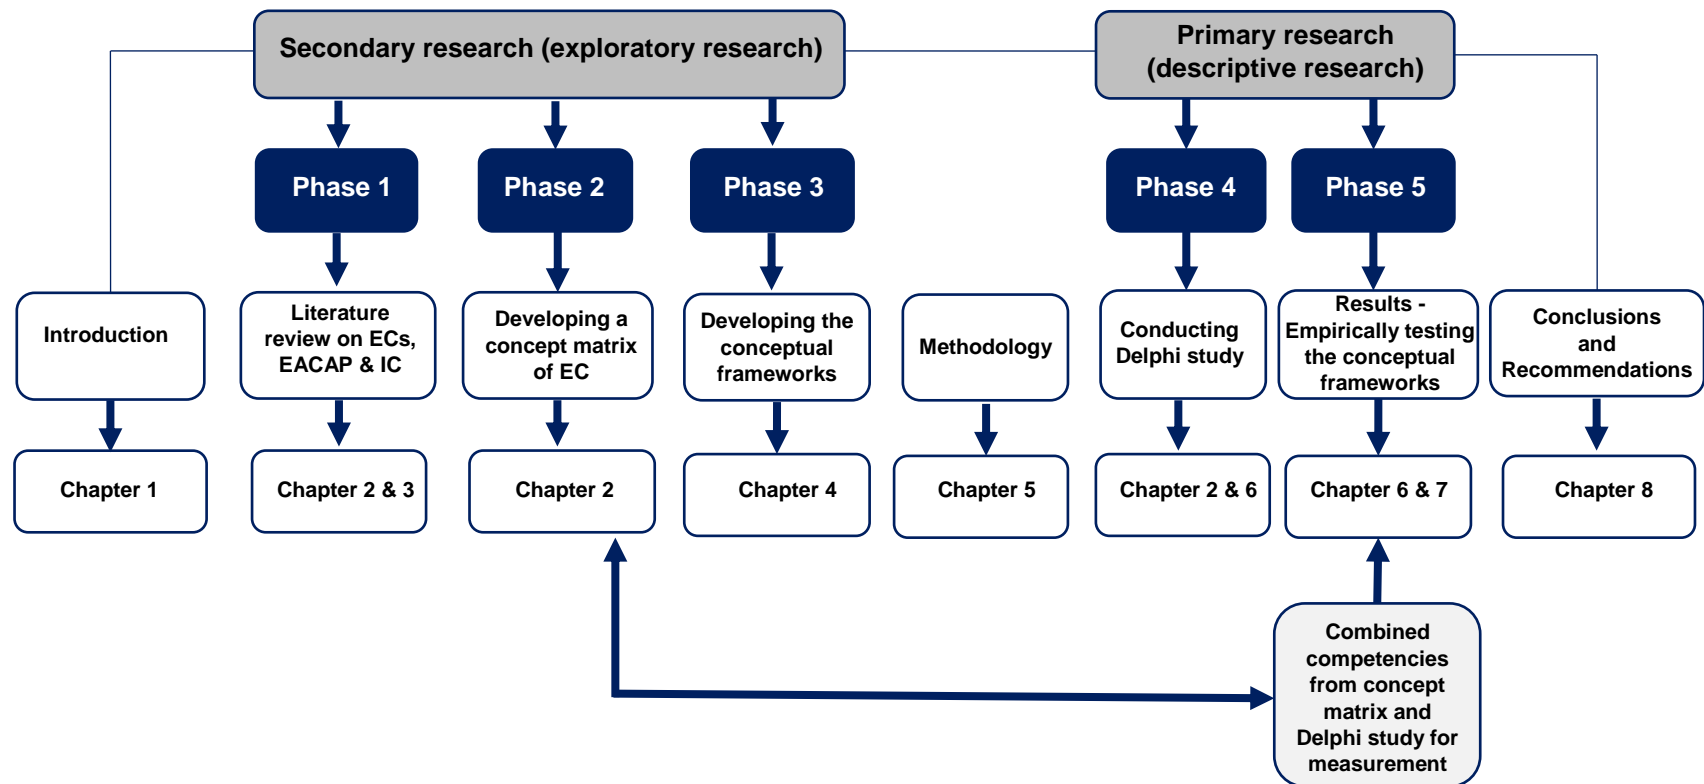 Secondary research (exploratory research)
Primary research
(descriptive research)
Phase 1
Phase 2
Phase 3
Phase 4
Phase 5
Introduction
Literature
review on ECs,
EACAP & IC
Developing a
concept matrix
of EC
Developing the
conceptual
frameworks
Methodology
Conducting
Delphi study
Results -
Empirically testing
the conceptual
frameworks
Conclusions
and
Recommendations
Chapter 1
Chapter 2 & 3
Chapter 2
Chapter 4
Chapter 5
Chapter 2 & 6
Chapter 6 & 7
Chapter 8
Combined
competencies
from concept
matrix and
Delphi study for
measurement